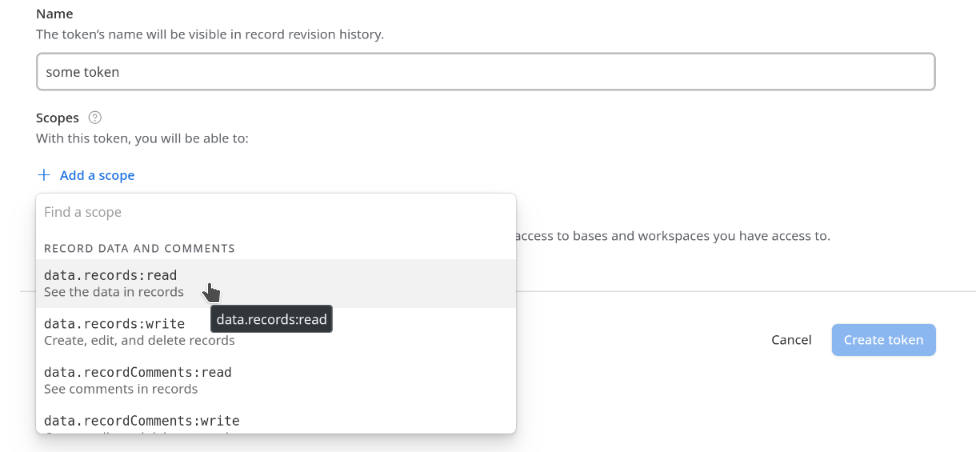 Name
The token's name will be visible in record revision history.
some token
Scopes ?
With this token, you will be able to:
+ Add a scope
Find a scope
access to bases and workspaces you have access to.
RECORD DATA AND COMMENTS
data.records:read
See the data in records
data.records:read
data.records:write
Create, edit, and delete records
Cancel
Create token
data.recordComments:read
See comments in records
data.recordComments:write